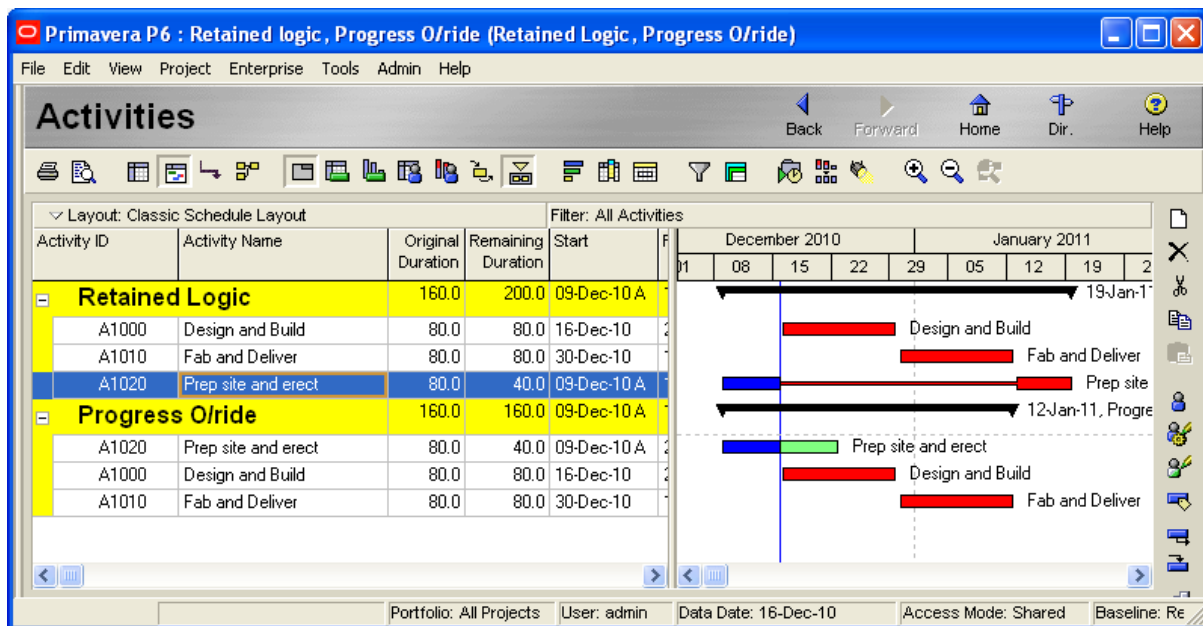 Primavera P6 : Retained logic, Progress O/ride (Retained Logic, Progress O/ride)
File Edit View Project Enterprise Tools Admin Help
Activities
Back Forward Home Dir. Help
Layout: Classic Schedule Layout Filter: All Activities
Activity ID Activity Name Original Duration Remaining Duration Start F December 2010 January 2011
01 08 15 22 29 05 12 19 2
Retained Logic 160.0 200.0 09-Dec-10 A 19-Jan-1
A1000 Design and Build 80.0 80.0 16-Dec-10 2 Design and Build
A1010 Fab and Deliver 80.0 80.0 30-Dec-10 Fab and Deliver
A1020 Prep site and erect 80.0 40.0 09-Dec-10 A Prep site
Progress O/ride 160.0 160.0 09-Dec-10 A 12-Jan-11, Progre
A1020 Prep site and erect 80.0 40.0 09-Dec-10 A 2 Prep site and erect
A1000 Design and Build 80.0 80.0 16-Dec-10 2 Design and Build
A1010 Fab and Deliver 80.0 80.0 30-Dec-10 Fab and Deliver
Portfolio: All Projects User: admin Data Date: 16-Dec-10 Access Mode: Shared Baseline: Re